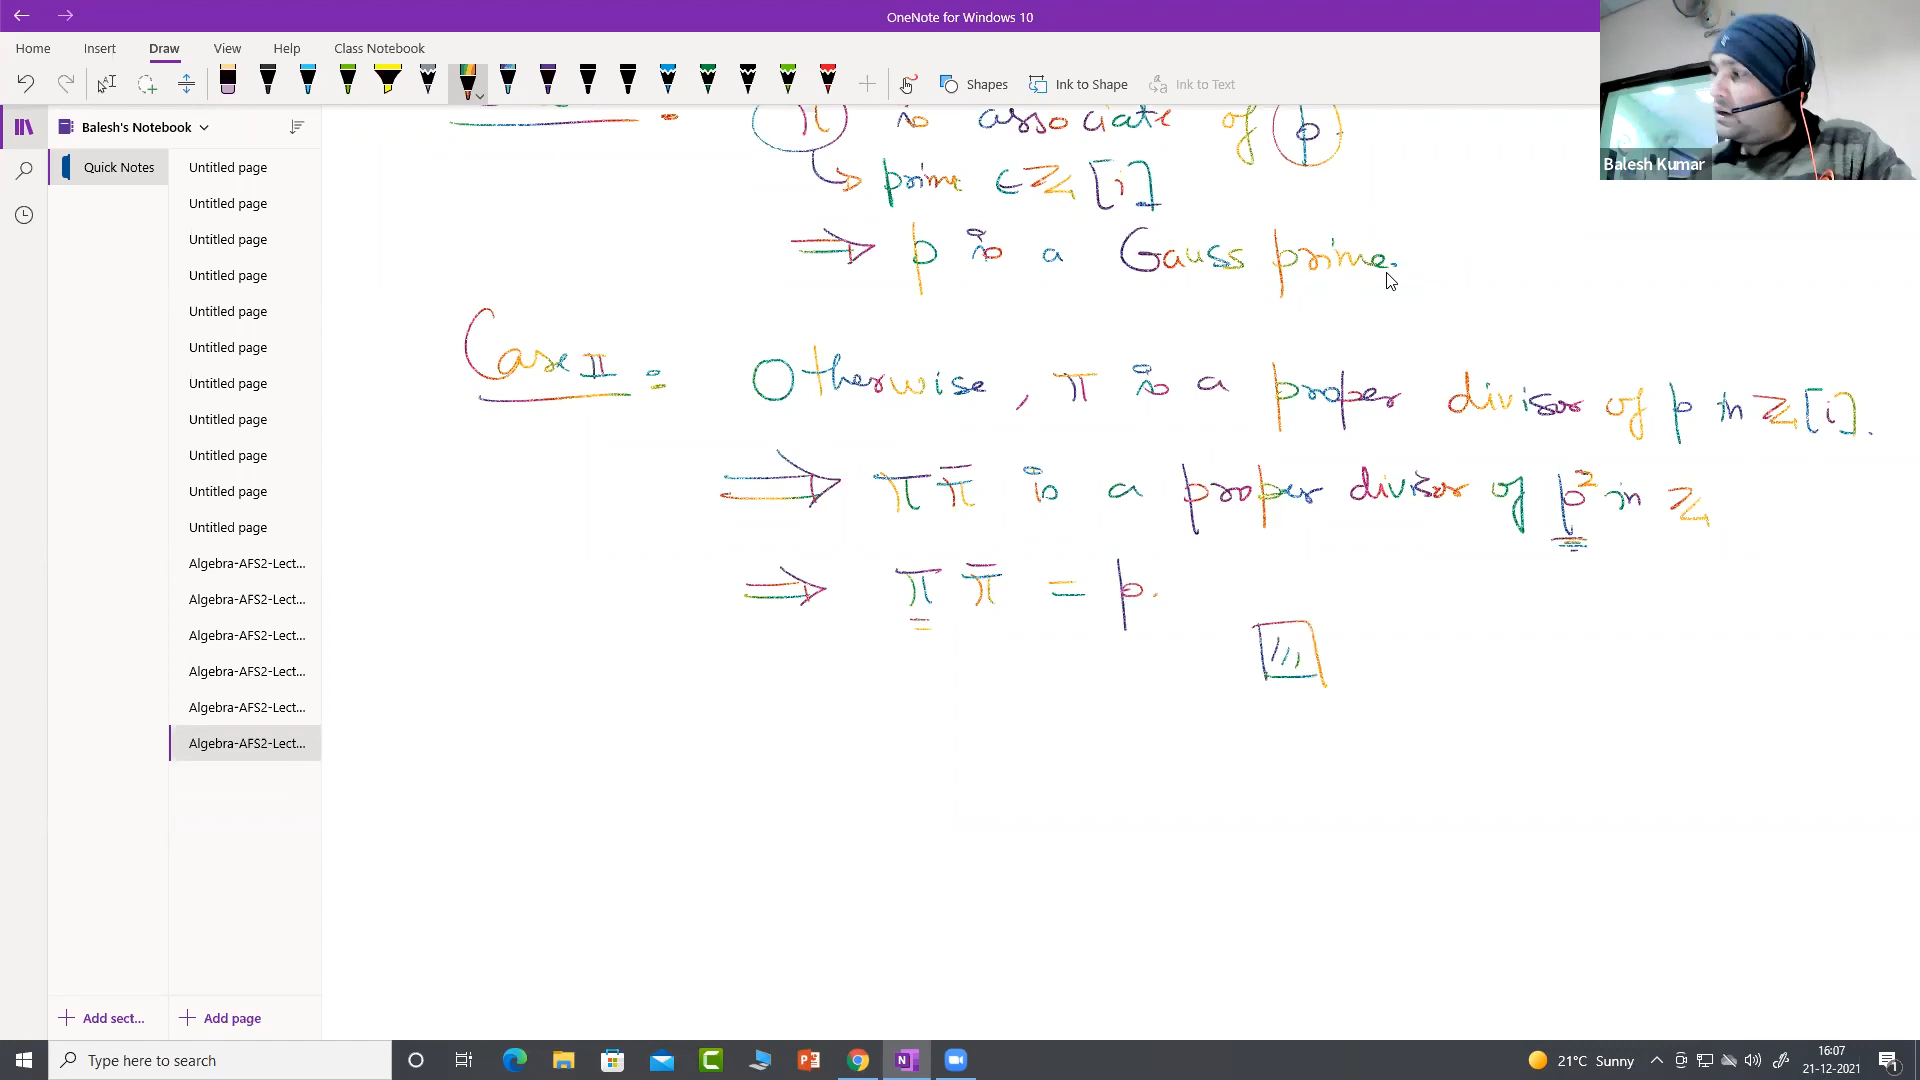 OneNote for Windows 10
Home Insert Draw View Help Class Notebook
Shapes Ink to Shape Ink to Text
Balesh Kumar
Balesh's Notebook
Quick Notes
Untitled page
Untitled page
Untitled page
Untitled page
Untitled page
Untitled page
Untitled page
Untitled page
Untitled page
Untitled page
Untitled page
Algebra-AFS2-Lect...
Algebra-AFS2-Lect...
Algebra-AFS2-Lect...
Algebra-AFS2-Lect...
Algebra-AFS2-Lect...
Algebra-AFS2-Lect...
Add sect... Add page
π is associate of p
↳ prime ∈ ℤ[i]
⇒ p is a Gauss prime.
Case II : Otherwise, π is a proper divisor of p in ℤ[i].
⇒ π π̄ is a proper divisor of p² in ℤ
⇒ π π̄ = p.
Type here to search
21°C Sunny
16:07
21-12-2021
1